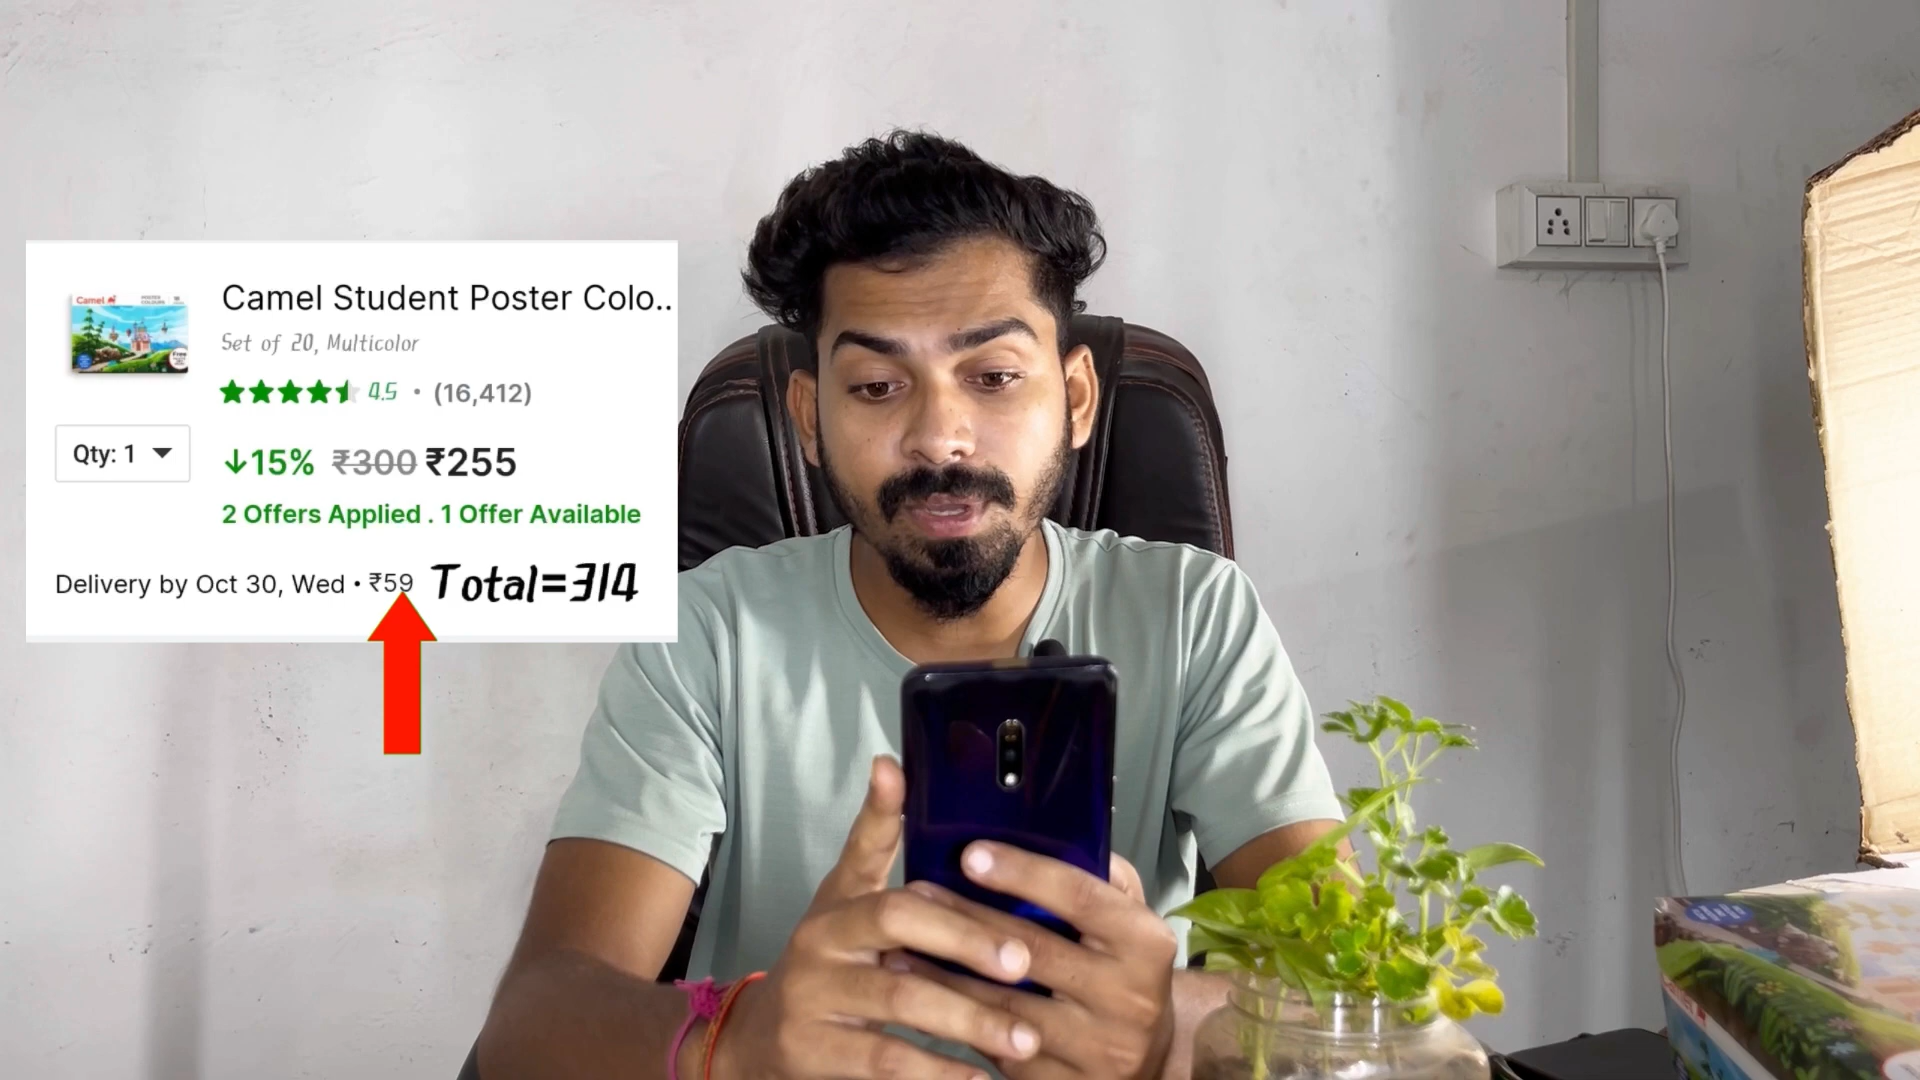 Camel
Camel Student Poster Colo..
Set of 20, Multicolor
4.5 • (16,412)
Qty: 1
↓15% ₹300 ₹255
2 Offers Applied . 1 Offer Available
Delivery by Oct 30, Wed • ₹59 Total=314